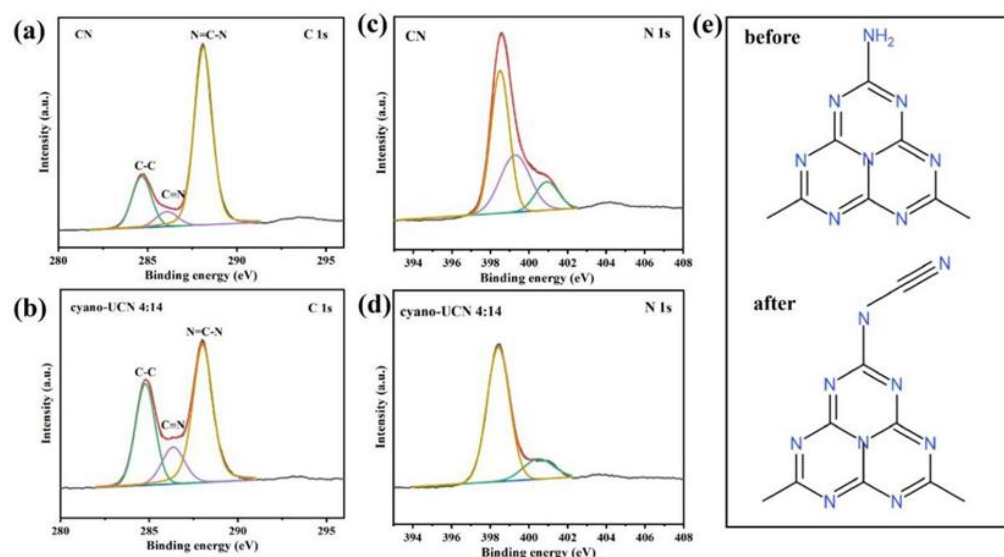 (a)
CN
N=C-N
C 1s
C-C
C=N
Intensity (a.u.)
280 285 290 295
Binding energy (eV)
(b)
cyano-UCN 4:14
N=C-N
C 1s
C-C
C=N
Intensity (a.u.)
280 285 290 295
Binding energy (eV)
(c)
CN
N 1s
Intensity (a.u.)
394 396 398 400 402 404 406 408
Binding energy (eV)
(d)
cyano-UCN 4:14
N 1s
Intensity (a.u.)
394 396 398 400 402 404 406 408
Binding energy (eV)
(e)
before
NH2
N N
N N N
N N N
after
N
N
N N
N N N
N N N